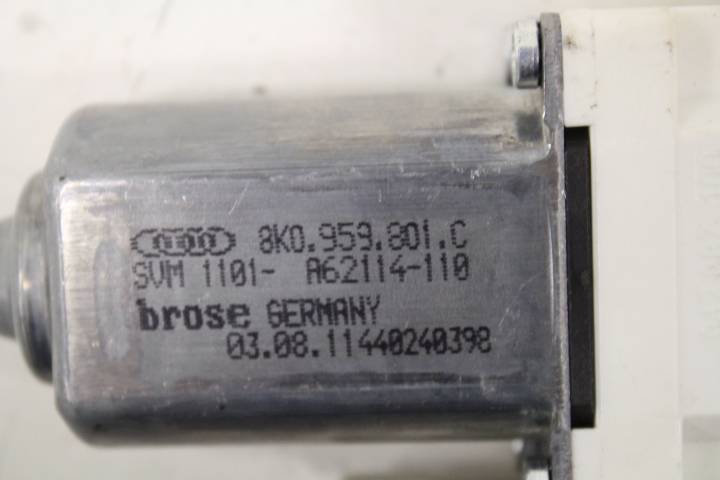 8K0.959.801.C
SVM 1101- A62114-110
brose GERMANY
03.08.11440240398